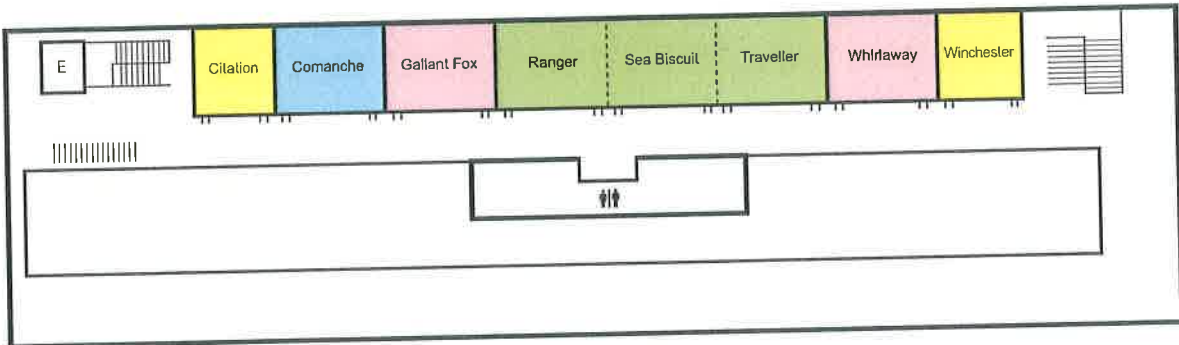 E
Citation
Comanche
Gallant Fox
Ranger
Sea Biscuit
Traveller
Whirlaway
Winchester